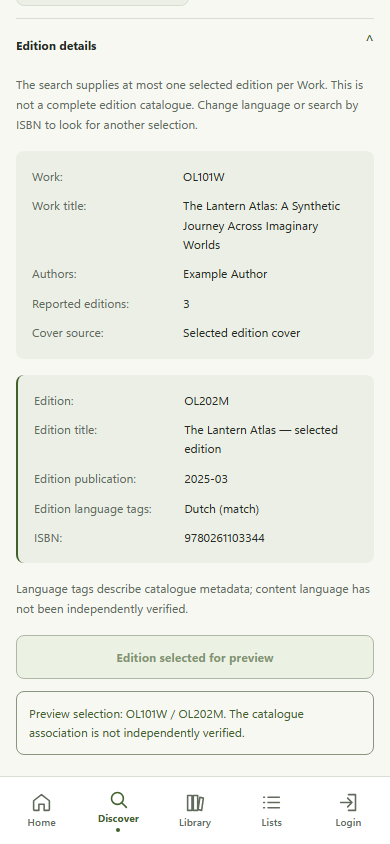 Edition details
The search supplies at most one selected edition per Work. This is
not a complete edition catalogue. Change language or search by
ISBN to look for another selection.
Work: OL101W
Work title: The Lantern Atlas: A Synthetic
Journey Across Imaginary
Worlds
Authors: Example Author
Reported editions: 3
Cover source: Selected edition cover
Edition: OL202M
Edition title: The Lantern Atlas — selected
edition
Edition publication: 2025-03
Edition language tags: Dutch (match)
ISBN: 9780261103344
Language tags describe catalogue metadata; content language has
not been independently verified.
Edition selected for preview
Preview selection: OL101W / OL202M. The catalogue
association is not independently verified.
Home Discover Library Lists Login